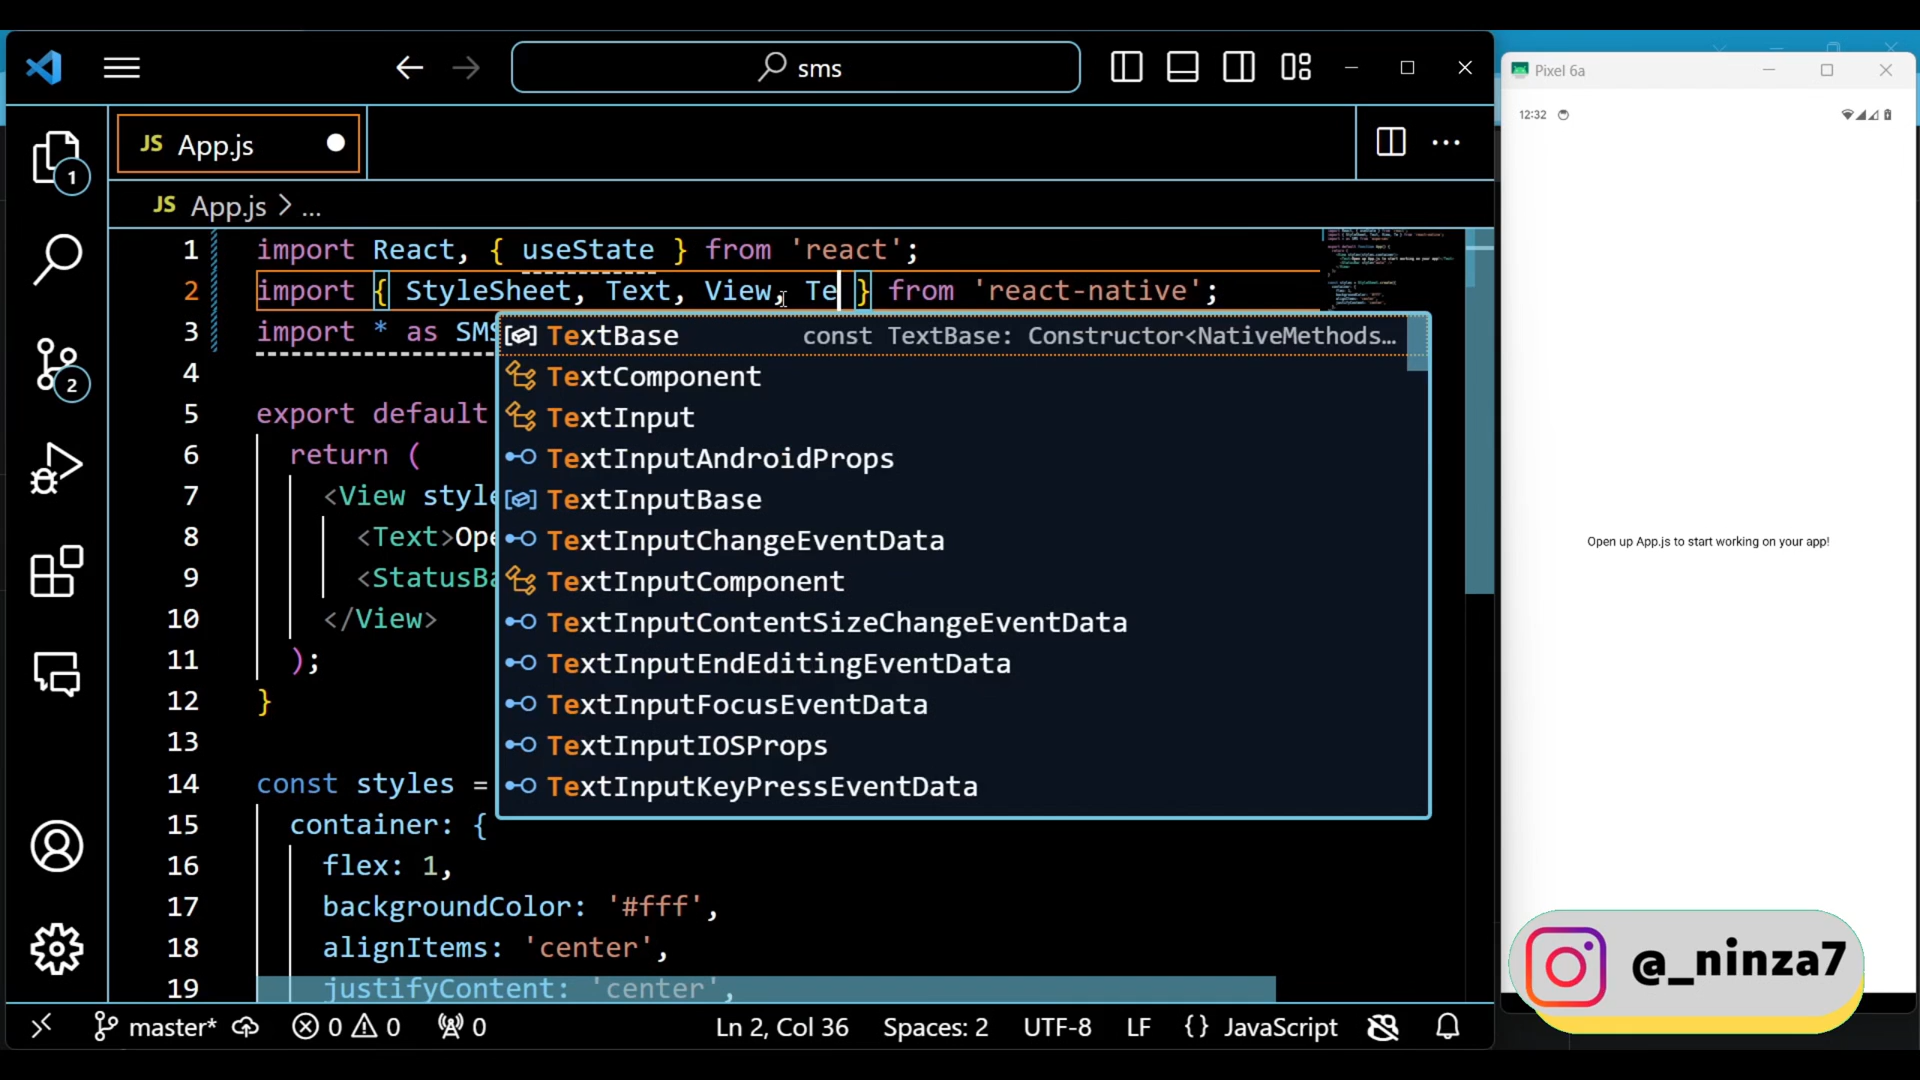 sms
JS App.js
JS App.js > ...
1 import React, { useState } from 'react';
2 import { StyleSheet, Text, View, Te } from 'react-native';
3 import * as SMS
4
5 export default
6 return (
7 <View style
8 <Text>Ope
9 <StatusBa
10 </View>
11 );
12 }
13
14 const styles =
15 container: {
16 flex: 1,
17 backgroundColor: '#fff',
18 alignItems: 'center',
19 justifyContent: 'center',
TextBase const TextBase: Constructor<NativeMethods…
TextComponent
TextInput
TextInputAndroidProps
TextInputBase
TextInputChangeEventData
TextInputComponent
TextInputContentSizeChangeEventData
TextInputEndEditingEventData
TextInputFocusEventData
TextInputIOSProps
TextInputKeyPressEventData
1
2
master* 0 0 0 Ln 2, Col 36 Spaces: 2 UTF-8 LF {} JavaScript
Pixel 6a
12:32
Open up App.js to start working on your app!
@_ninza7